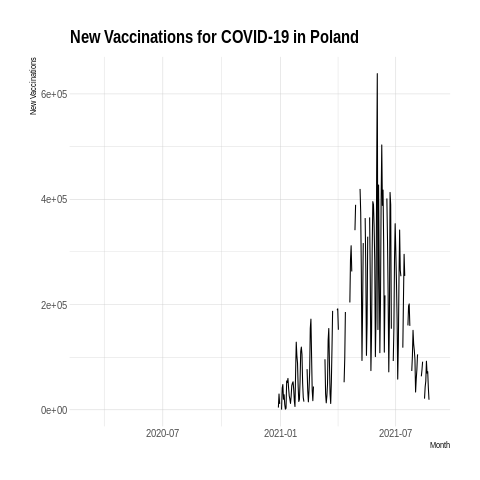 New Vaccinations for COVID-19 in Poland
New Vaccinations
6e+05
4e+05
2e+05
0e+00
2020-07
2021-01
2021-07
Month